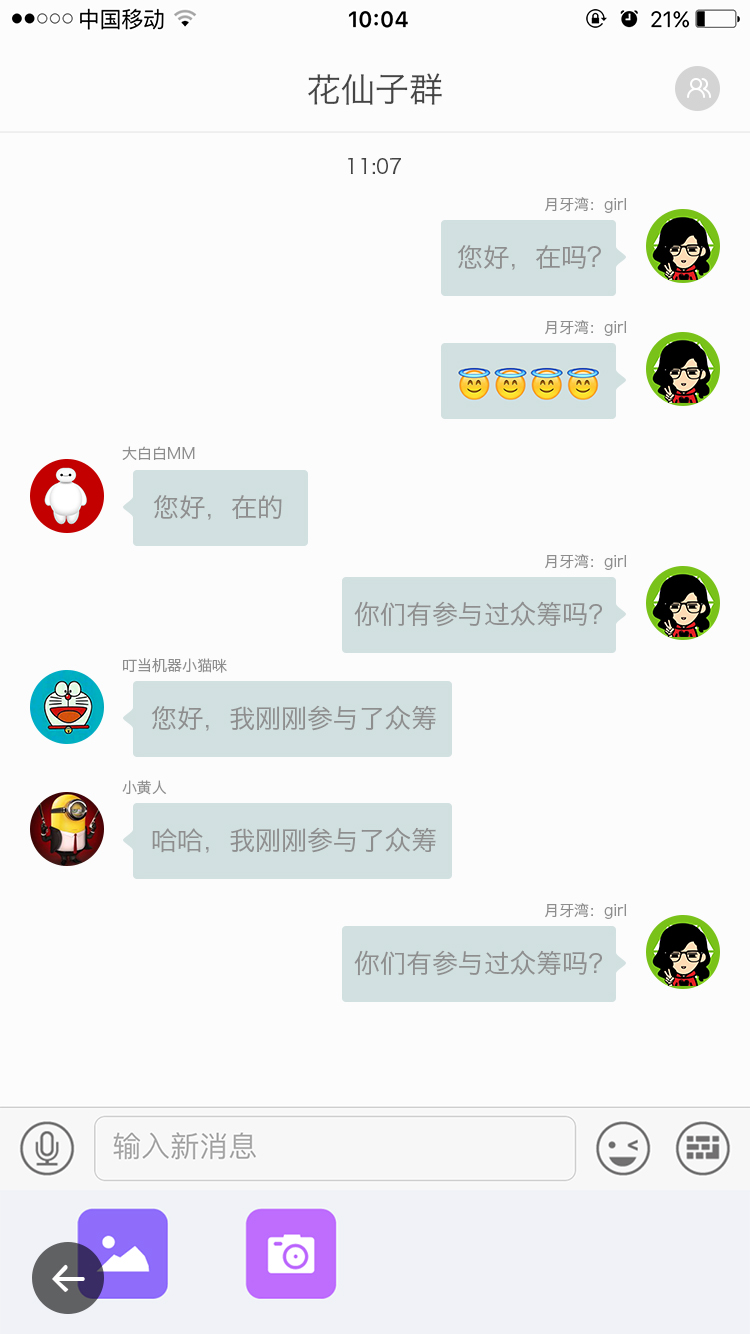 中国移动 10:04 21%
花仙子群
11:07
月牙湾：girl
您好，在吗?
月牙湾：girl
😇😇😇😇
大白白MM
您好，在的
月牙湾：girl
你们有参与过众筹吗?
叮当机器小猫咪
您好，我刚刚参与了众筹
小黄人
哈哈，我刚刚参与了众筹
月牙湾：girl
你们有参与过众筹吗?
输入新消息